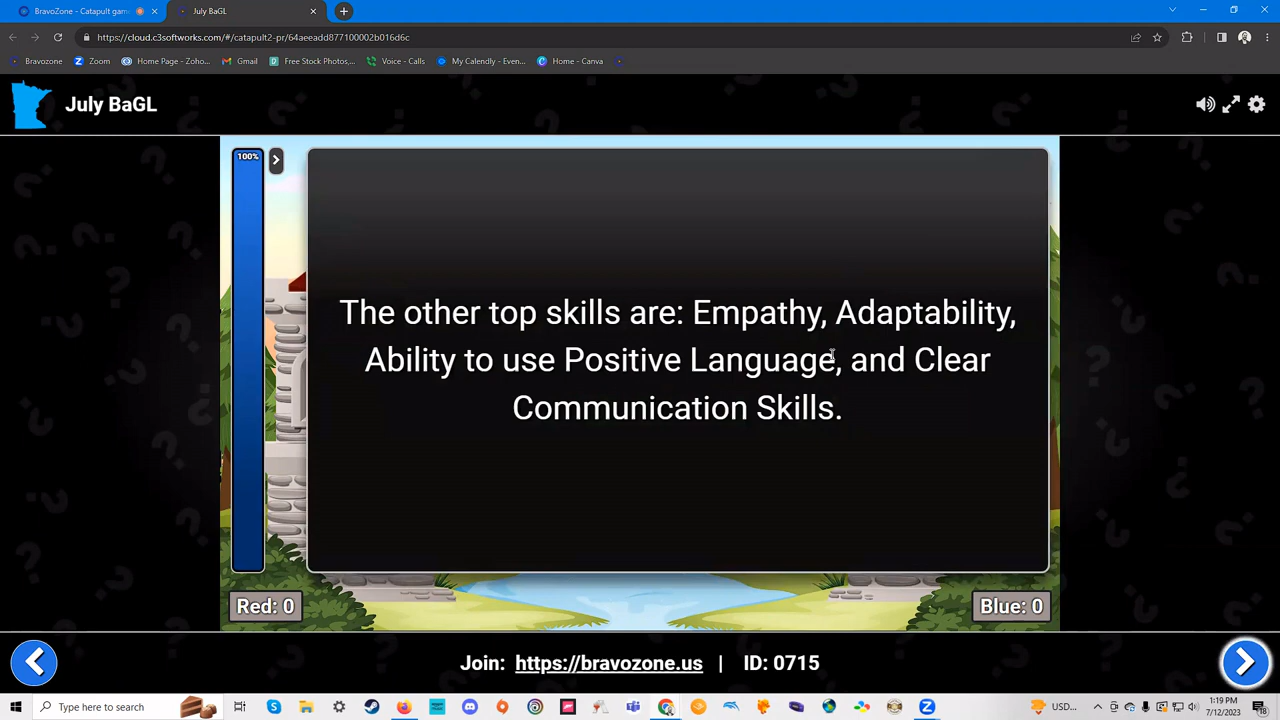 BravoZone - Catapult gam
July BaGL
https://cloud.c3softworks.com/#/catapult2-pr/64aeeadd877100002b016d6c
Bravozone
Zoom
Home Page - Zoho...
Gmail
Free Stock Photos,...
Voice - Calls
My Calendly - Even...
Home - Canva
July BaGL
100%
The other top skills are: Empathy, Adaptability,
Ability to use Positive Language, and Clear
Communication Skills.
Red: 0
Blue: 0
Join: https://bravozone.us | ID: 0715
Type here to search
USD...
1:19 PM
7/12/2023
18